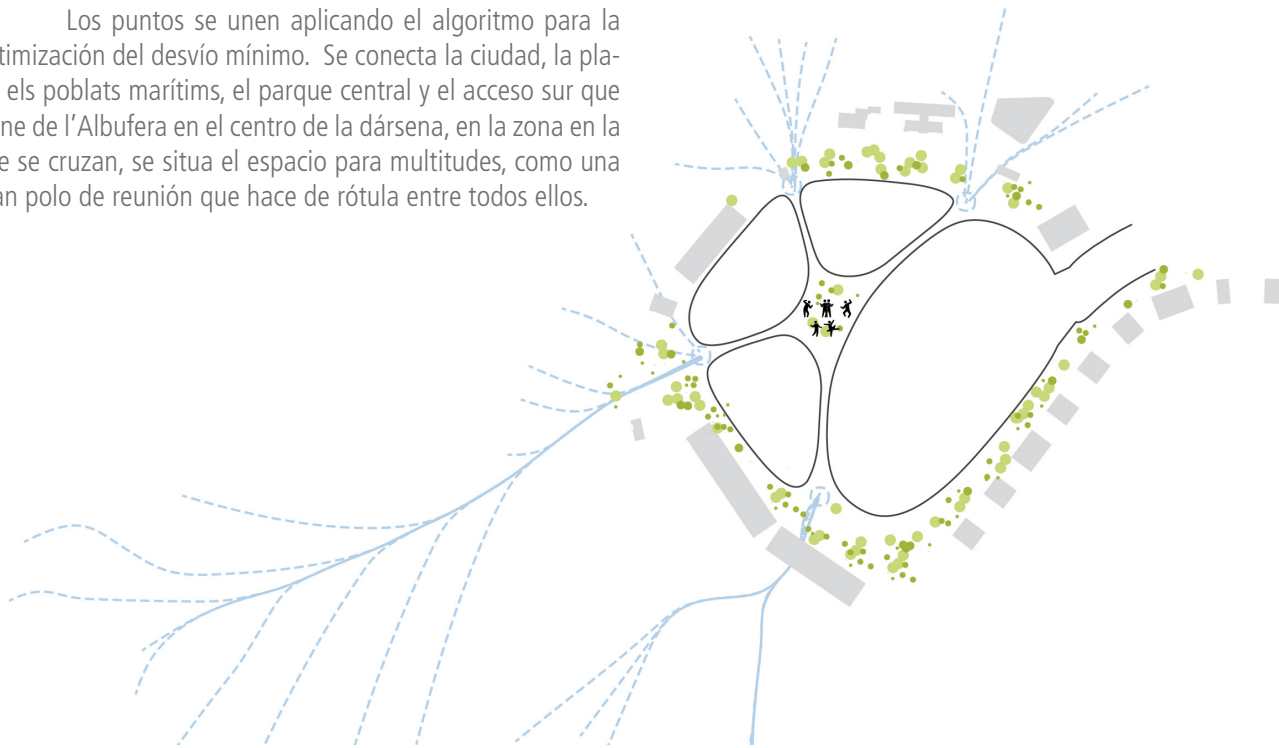 Los puntos se unen aplicando el algoritmo para la
timización del desvío mínimo. Se conecta la ciudad, la pla-
els poblats marítims, el parque central y el acceso sur que
ne de l'Albufera en el centro de la dársena, en la zona en la
e se cruzan, se situa el espacio para multitudes, como una
an polo de reunión que hace de rótula entre todos ellos.